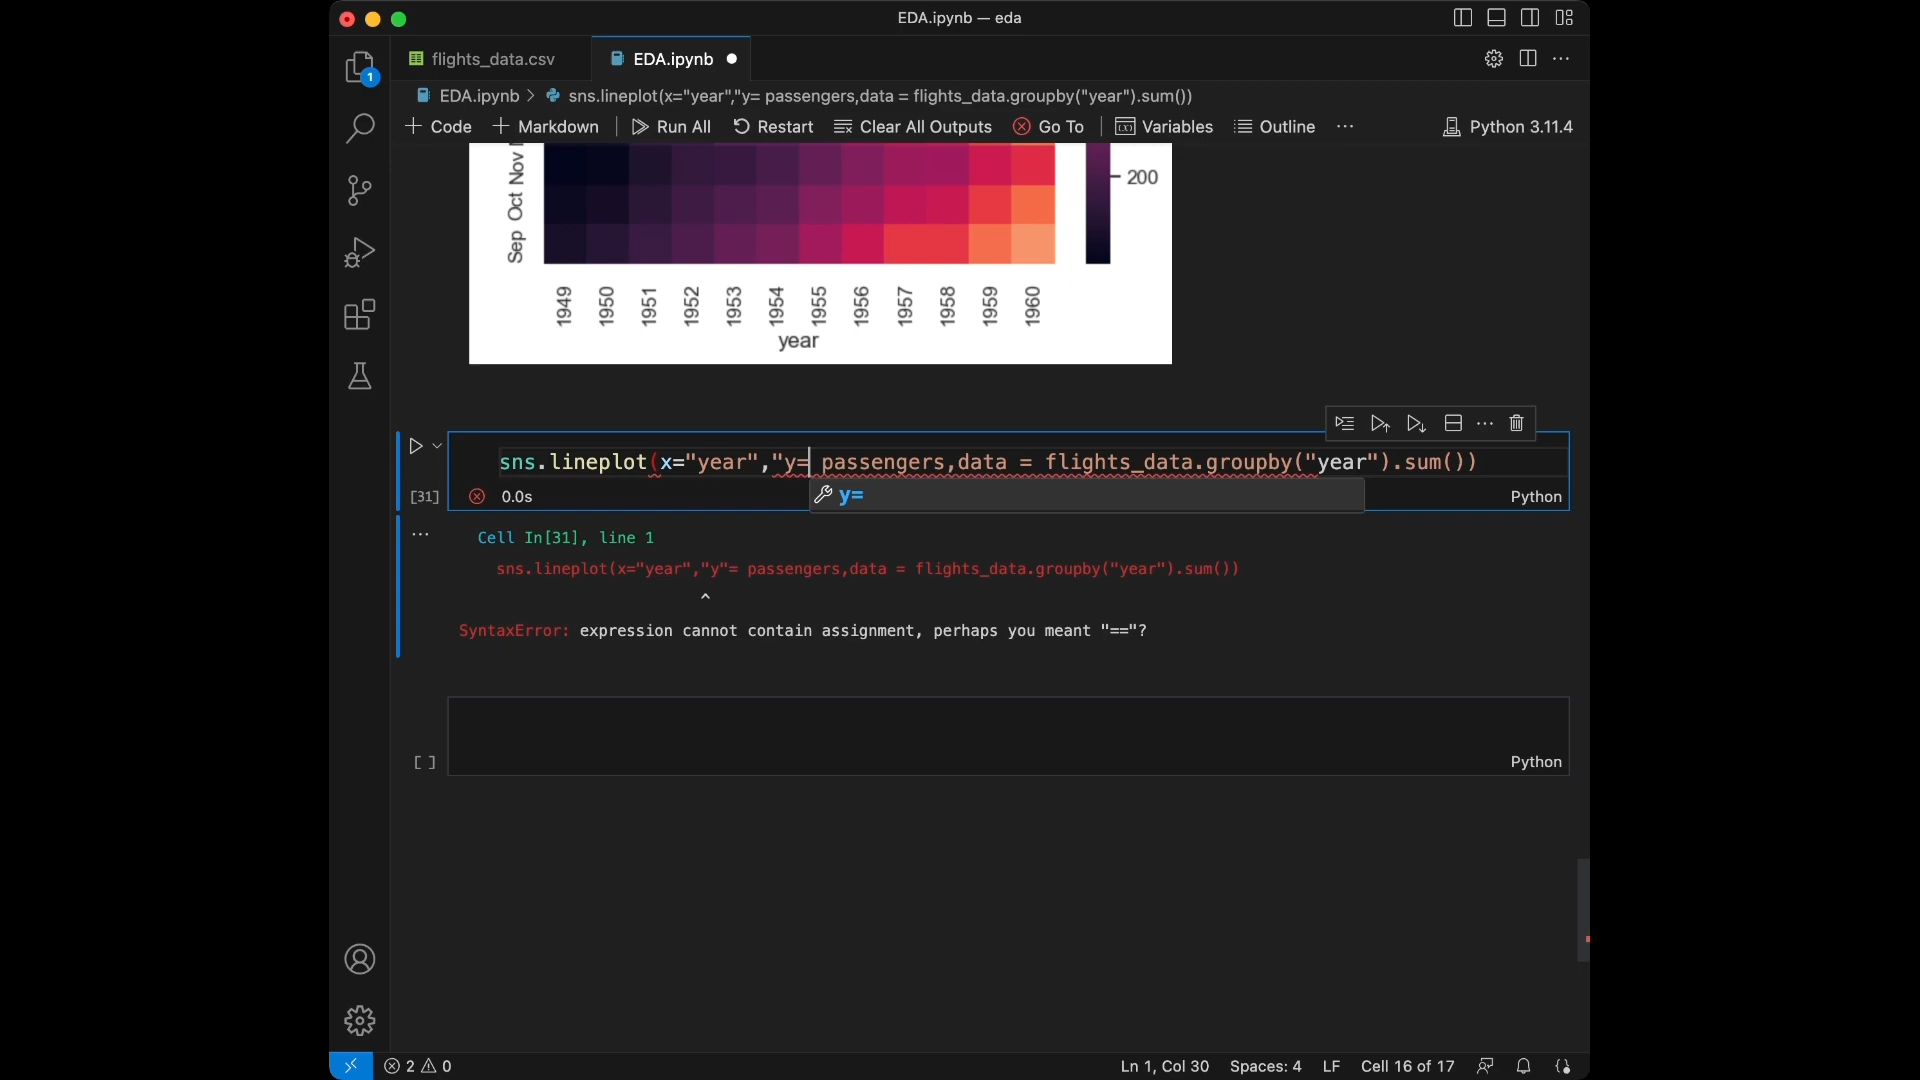 EDA.ipynb — eda
1
flights_data.csv
EDA.ipynb
EDA.ipynb > sns.lineplot(x="year","y= passengers,data = flights_data.groupby("year").sum())
+ Code + Markdown Run All Restart Clear All Outputs Go To Variables Outline ... Python 3.11.4
Sep Oct Nov
200
1949 1950 1951 1952 1953 1954 1955 1956 1957 1958 1959 1960
year
sns.lineplot(x="year","y= passengers,data = flights_data.groupby("year").sum())
y=
[31] 0.0s Python
Cell In[31], line 1
sns.lineplot(x="year","y"= passengers,data = flights_data.groupby("year").sum())
^
SyntaxError: expression cannot contain assignment, perhaps you meant "=="?
[ ] Python
2 0 Ln 1, Col 30 Spaces: 4 LF Cell 16 of 17